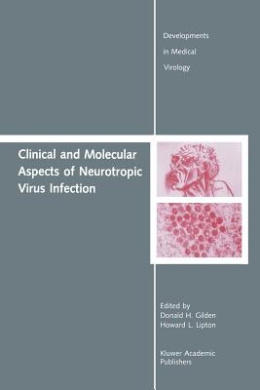 Developments
in Medical
Virology
Clinical and Molecular
Aspects of Neurotropic
Virus Infection
Edited by
Donald H. Gilden
Howard L. Lipton
Kluwer Academic
Publishers